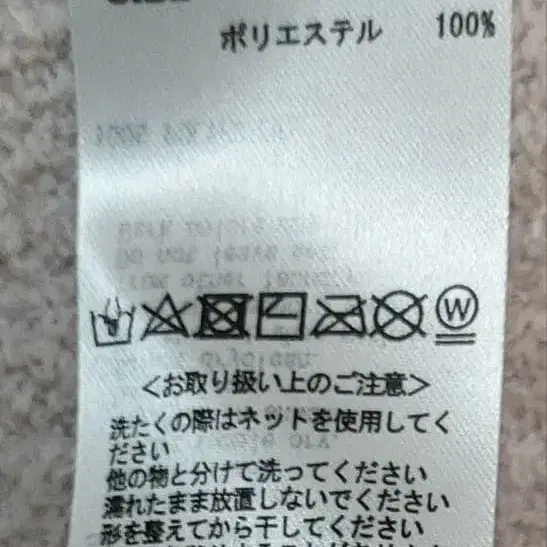 ポリエステル 100%
W
<お取り扱い上のご注意>
洗たくの際はネットを使用してく
ださい
他の物と分けて洗ってください
濡れたまま放置しないでください
形を整えてから干してください